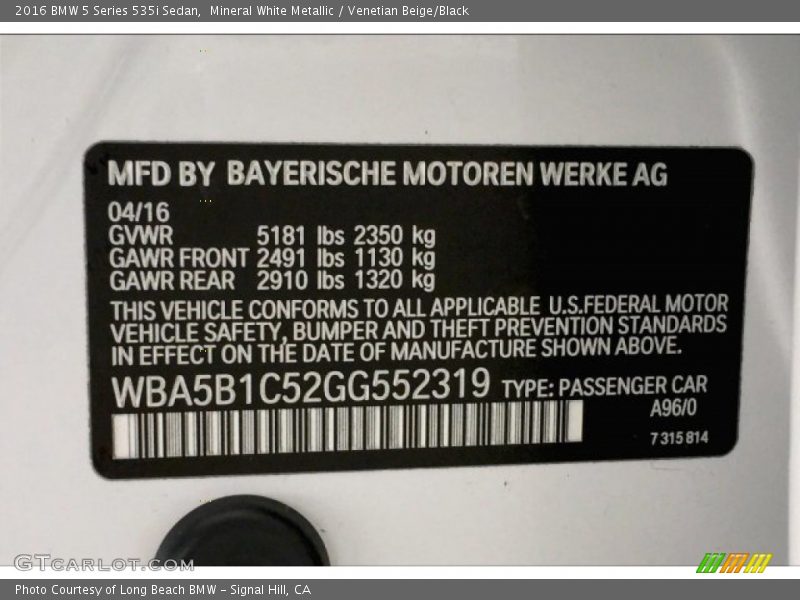 2016 BMW 5 Series 535i Sedan,  Mineral White Metallic / Venetian Beige/Black
MFD BY BAYERISCHE MOTOREN WERKE AG
04/16
GVWR 5181 lbs 2350 kg
GAWR FRONT 2491 lbs 1130 kg
GAWR REAR 2910 lbs 1320 kg
THIS VEHICLE CONFORMS TO ALL APPLICABLE U.S.FEDERAL MOTOR
VEHICLE SAFETY, BUMPER AND THEFT PREVENTION STANDARDS
IN EFFECT ON THE DATE OF MANUFACTURE SHOWN ABOVE.
WBA5B1C52GG552319 TYPE: PASSENGER CAR
A96/0
7 315 814
GTCARLOT.COM
Photo Courtesy of Long Beach BMW - Signal Hill, CA